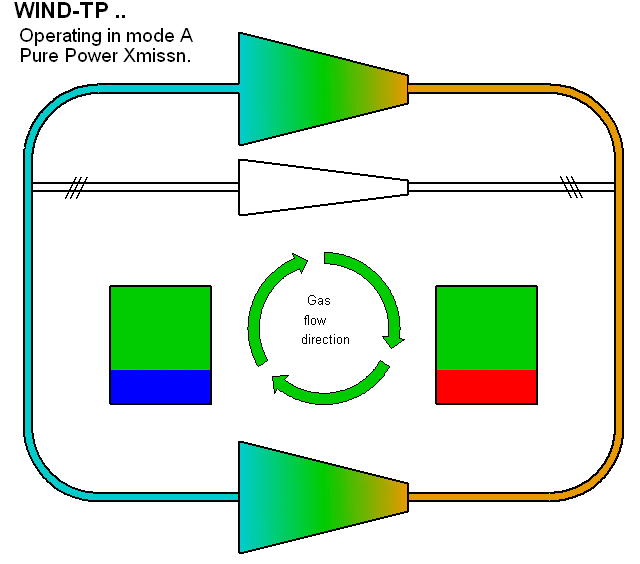 WIND-TP ..
Operating in mode A
Pure Power Xmissn.
Gas
flow
direction